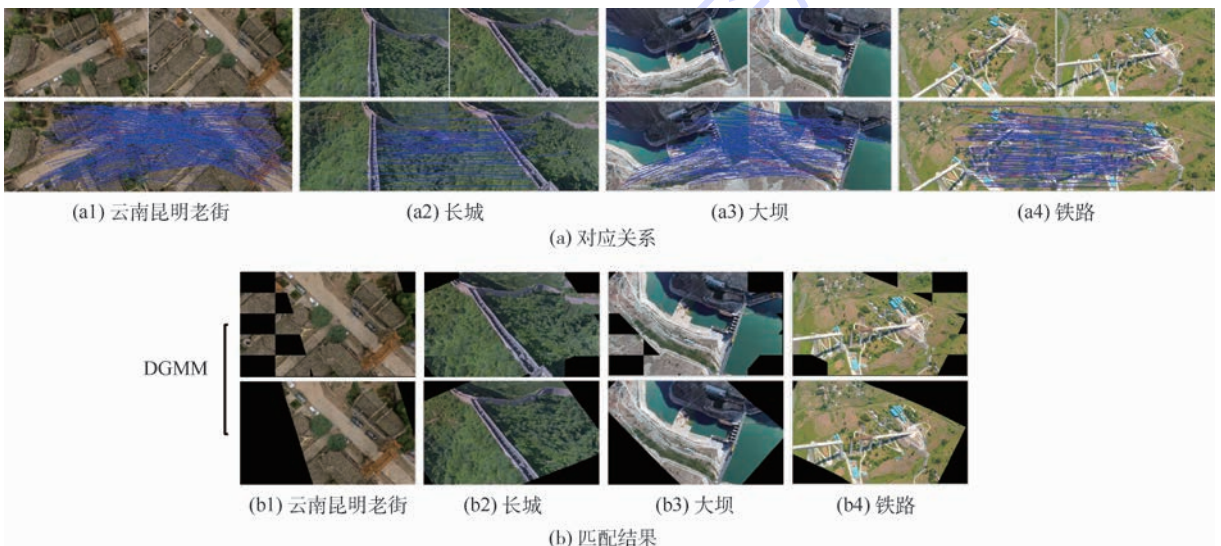 (a1) 云南昆明老街
(a2) 长城
(a3) 大坝
(a4) 铁路
(a) 对应关系
DGMM
(b1) 云南昆明老街
(b2) 长城
(b3) 大坝
(b4) 铁路
(b) 匹配结果